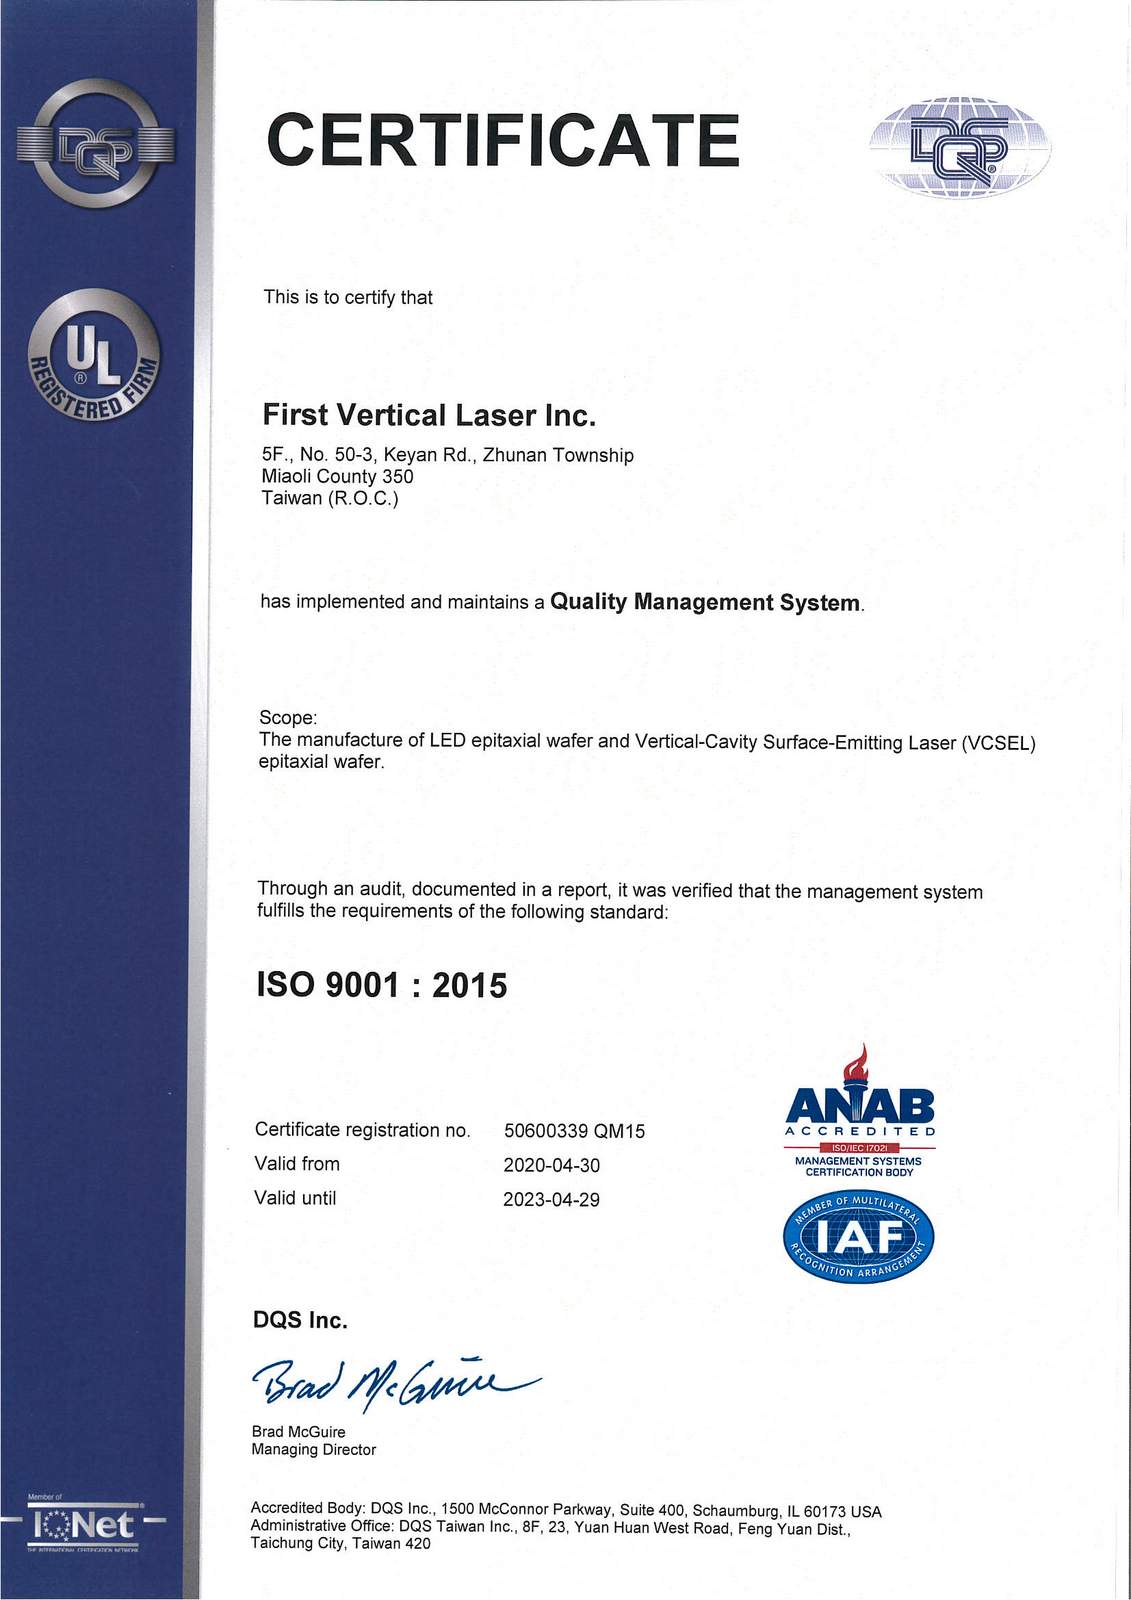 DQS
CERTIFICATE
DQS
®
UL
®
REGISTERED FIRM
This is to certify that
First Vertical Laser Inc.
5F., No. 50-3, Keyan Rd., Zhunan Township
Miaoli County 350
Taiwan (R.O.C.)
has implemented and maintains a Quality Management System.
Scope:
The manufacture of LED epitaxial wafer and Vertical-Cavity Surface-Emitting Laser (VCSEL)
epitaxial wafer.
Through an audit, documented in a report, it was verified that the management system
fulfills the requirements of the following standard:
ISO 9001 : 2015
Certificate registration no. 50600339 QM15
Valid from 2020-04-30
Valid until 2023-04-29
ANAB
ACCREDITED
ISO/IEC 17021
MANAGEMENT SYSTEMS
CERTIFICATION BODY
MEMBER OF MULTILATERAL
IAF
RECOGNITION ARRANGEMENT
DQS Inc.
Brad McGuire
Brad McGuire
Managing Director
Member of
®
IQNet
THE INTERNATIONAL CERTIFICATION NETWORK
Accredited Body: DQS Inc., 1500 McConnor Parkway, Suite 400, Schaumburg, IL 60173 USA
Administrative Office: DQS Taiwan Inc., 8F, 23, Yuan Huan West Road, Feng Yuan Dist.,
Taichung City, Taiwan 420